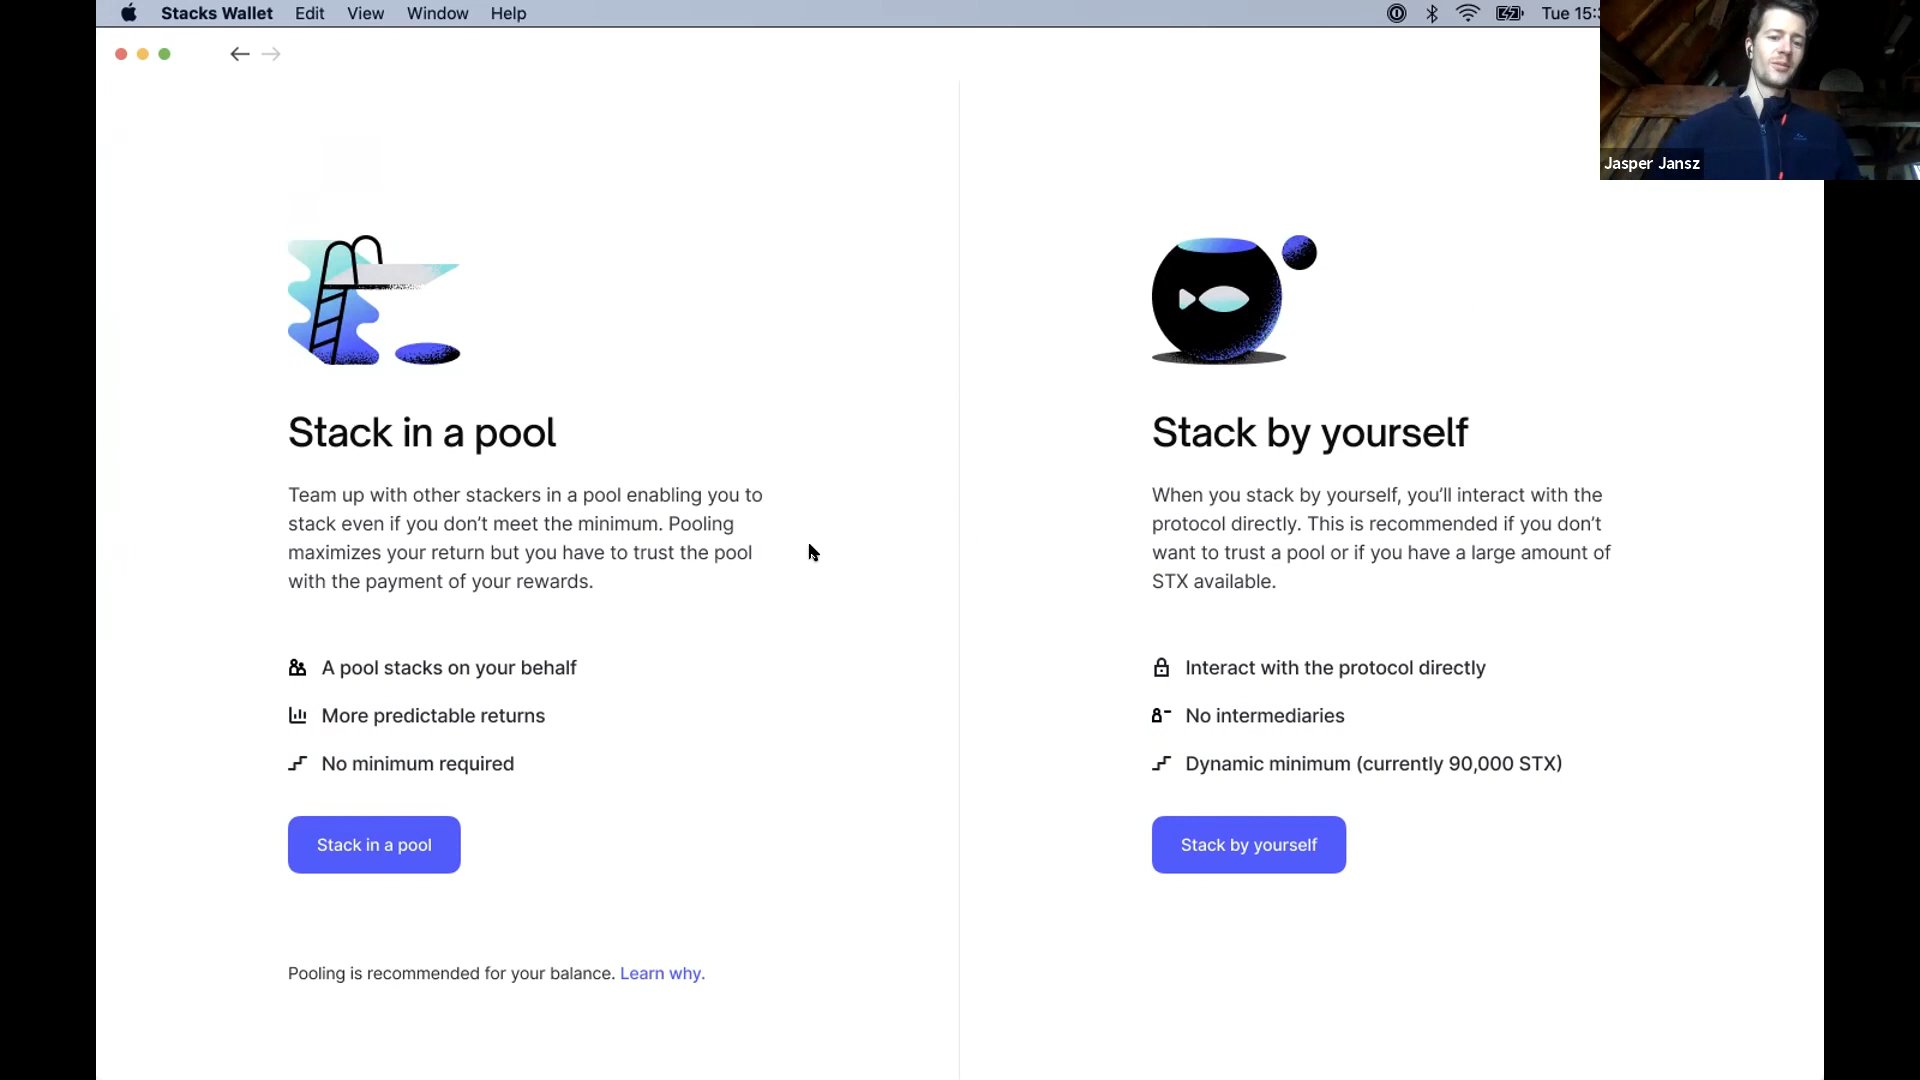 Stacks Wallet Edit View Window Help
Tue 15:
Jasper Jansz
Stack in a pool
Team up with other stackers in a pool enabling you to
stack even if you don’t meet the minimum. Pooling
maximizes your return but you have to trust the pool
with the payment of your rewards.
A pool stacks on your behalf
More predictable returns
No minimum required
Stack in a pool
Pooling is recommended for your balance. Learn why.
Stack by yourself
When you stack by yourself, you’ll interact with the
protocol directly. This is recommended if you don’t
want to trust a pool or if you have a large amount of
STX available.
Interact with the protocol directly
No intermediaries
Dynamic minimum (currently 90,000 STX)
Stack by yourself